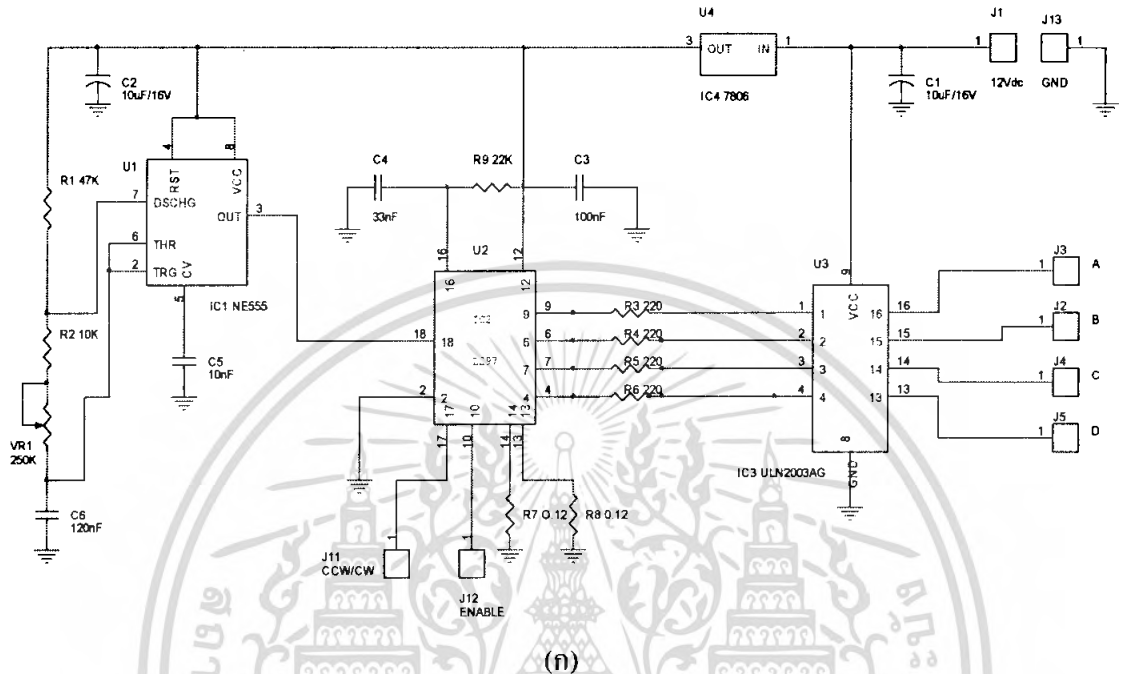 U4
J1
J13
3 OUT IN 1
1
1
C2
10uF/16V
IC4 7806
C1
10uF/16V
12Vdc
GND
4
8
U1
RST
VCC
R1 47K
7 DSCHG
OUT 3
6 THR
2 TRG
CV
5
IC1 NE555
C4
R9 22K
C3
33nF
100nF
16
12
U2
16
12
U3
9
VCC
J3
1 A
R2 10K
C5
10nF
18 18
9 9
R3 220
1 1
16 16
J2
1 B
6 6
R4 220
2 2
15 15
7 7
R5 220
3 3
14 14
J4
1 C
2 2
4 4
R6 220
4 4
13 13
J5
1 D
17
10
14
13
17
10
14
13
8
GND
VR1
250K
IC3 ULN2003AG
C6
120nF
R7 0.12
R8 0.12
1
1
J11
CCW/CW
J12
ENABLE
(ก)